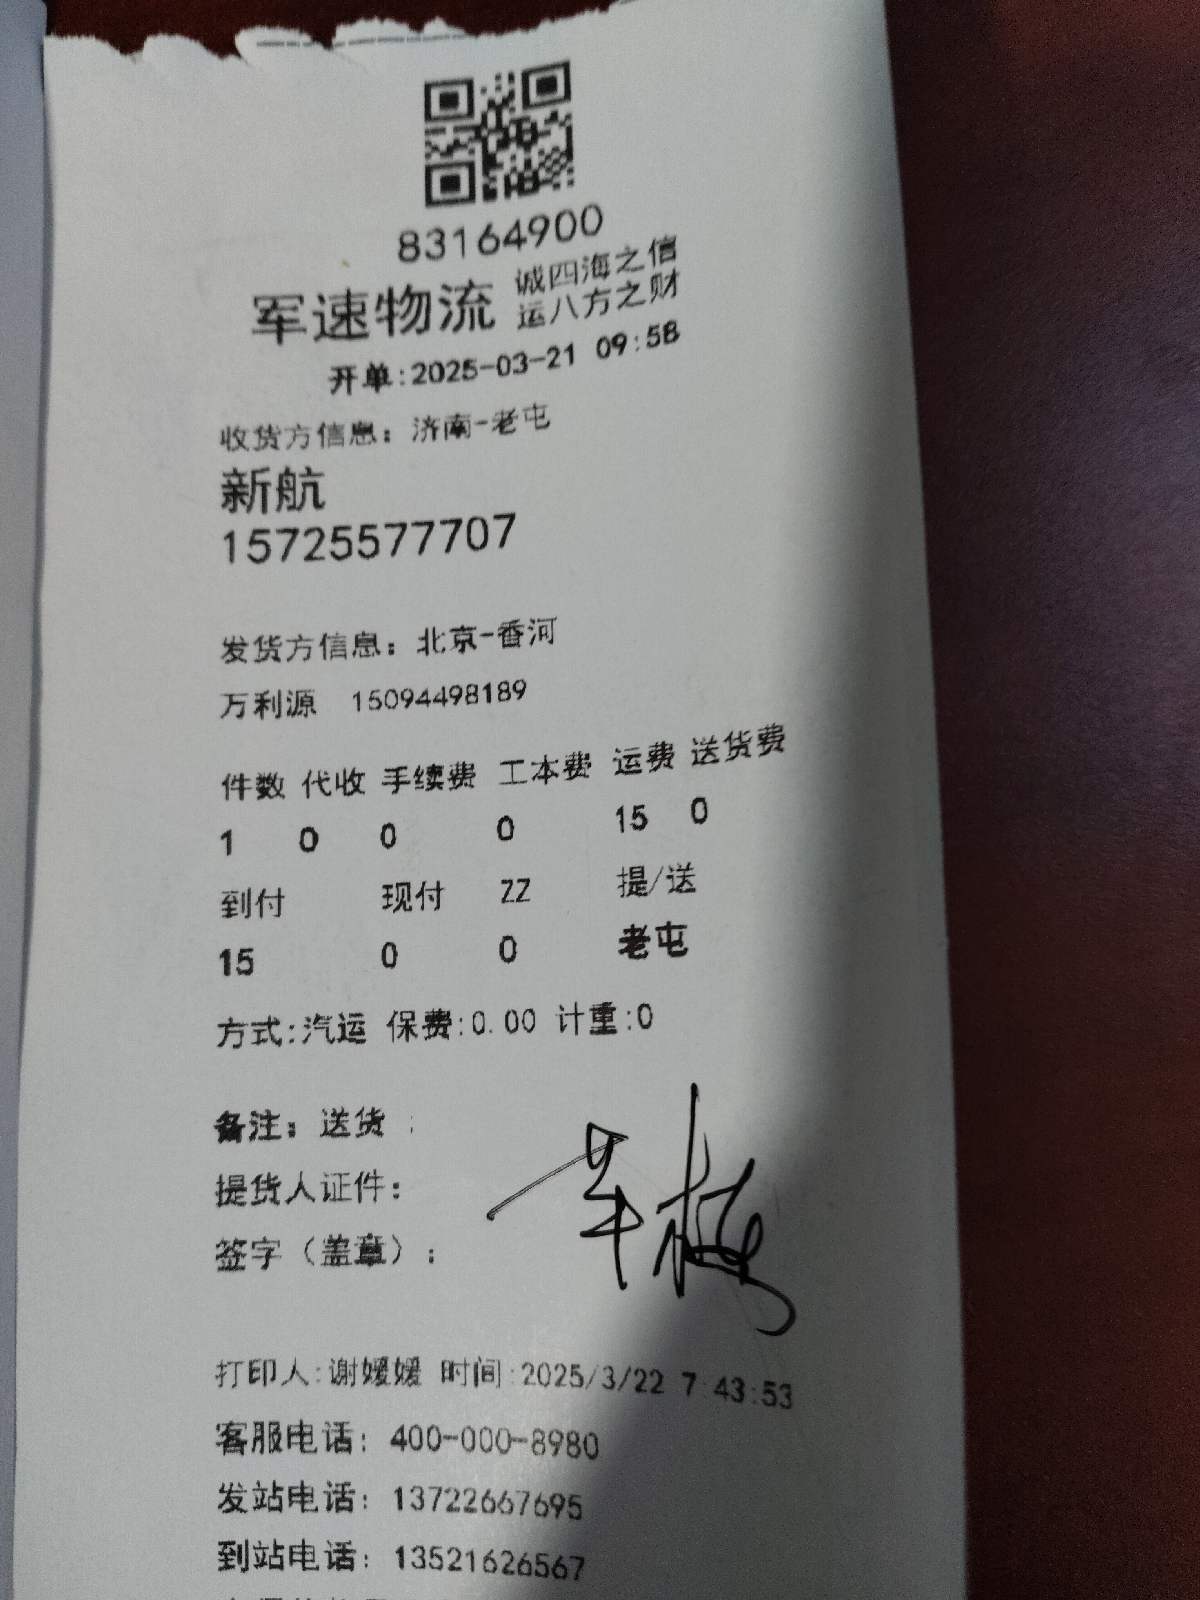 83164900
军速物流 诚四海之信
运八方之财
开单:2025-03-21 09:58
收货方信息：济南-老屯
新航
15725577707
发货方信息：北京-香河
万利源 15094498189
件数 代收 手续费 工本费 运费 送货费
1 0 0 0 15 0
到付 现付 ZZ 提/送
15 0 0 老屯
方式:汽运 保费:0.00 计重:0
备注：送货 :
提货人证件：
签字（盖章）：
打印人:谢媛媛 时间:2025/3/22 7:43:53
客服电话：400-000-8980
发站电话：13722667695
到站电话：13521626567